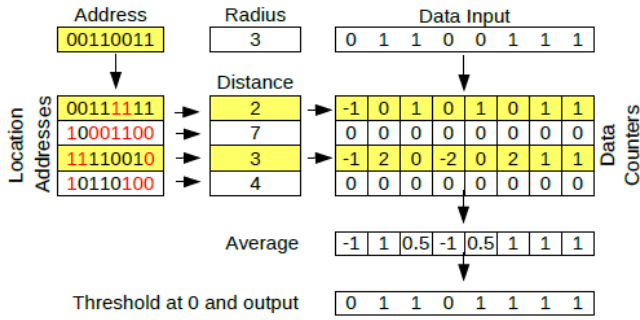 Address Radius Data Input
00110011 3 0 1 1 0 0 1 1 1
Distance
Location Addresses
00111111 2 -1 0 1 0 1 0 1 1
10001100 7 0 0 0 0 0 0 0 0
11110010 3 -1 2 0 -2 0 2 1 1
10110100 4 0 0 0 0 0 0 0 0
Data Counters
Average -1 1 0.5 -1 0.5 1 1 1
Threshold at 0 and output 0 1 1 0 1 1 1 1